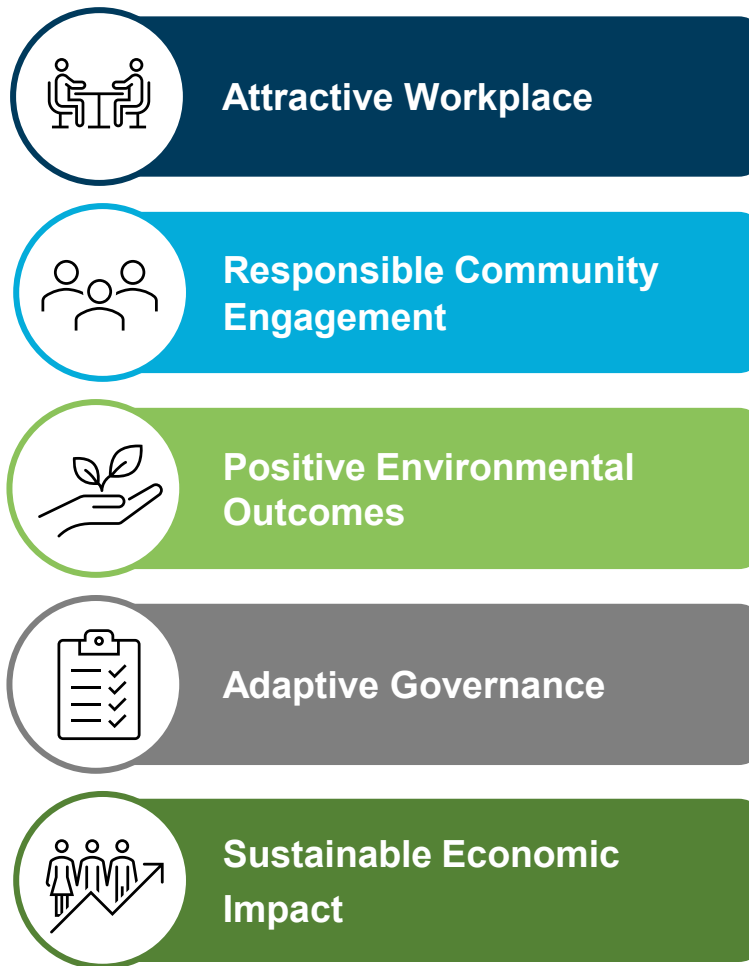 Attractive Workplace
Responsible Community
Engagement
Positive Environmental
Outcomes
Adaptive Governance
Sustainable Economic
Impact